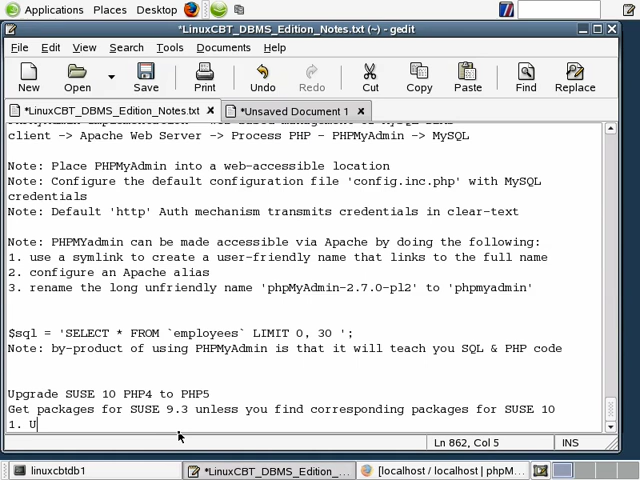 Applications Places Desktop
*LinuxCBT_DBMS_Edition_Notes.txt (~) - gedit
File Edit View Search Tools Documents Help
New Open Save Print Undo Redo Cut Copy Paste Find Replace
*LinuxCBT_DBMS_Edition_Notes.txt *Unsaved Document 1
client -> Apache Web Server -> Process PHP - PHPMyAdmin -> MySQL
Note: Place PHPMyAdmin into a web-accessible location
Note: Configure the default configuration file 'config.inc.php' with MySQL
credentials
Note: Default 'http' Auth mechanism transmits credentials in clear-text
Note: PHPMYadmin can be made accessible via Apache by doing the following:
1. use a symlink to create a user-friendly name that links to the full name
2. configure an Apache alias
3. rename the long unfriendly name 'phpMyAdmin-2.7.0-pl2' to 'phpmyadmin'
$sql = 'SELECT * FROM `employees` LIMIT 0, 30 ';
Note: by-product of using PHPMyAdmin is that it will teach you SQL & PHP code
Upgrade SUSE 10 PHP4 to PHP5
Get packages for SUSE 9.3 unless you find corresponding packages for SUSE 10
1. U
Ln 862, Col 5 INS
linuxcbtdb1 *LinuxCBT_DBMS_Edition_... [localhost / localhost | phpM...